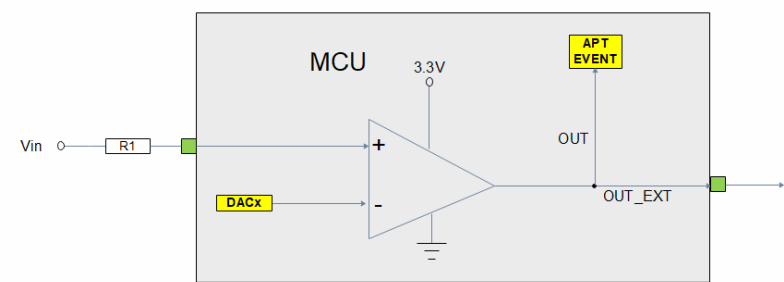 MCU
3.3V
APT
EVENT
OUT
Vin
R1
+
DACx
-
OUT_EXT